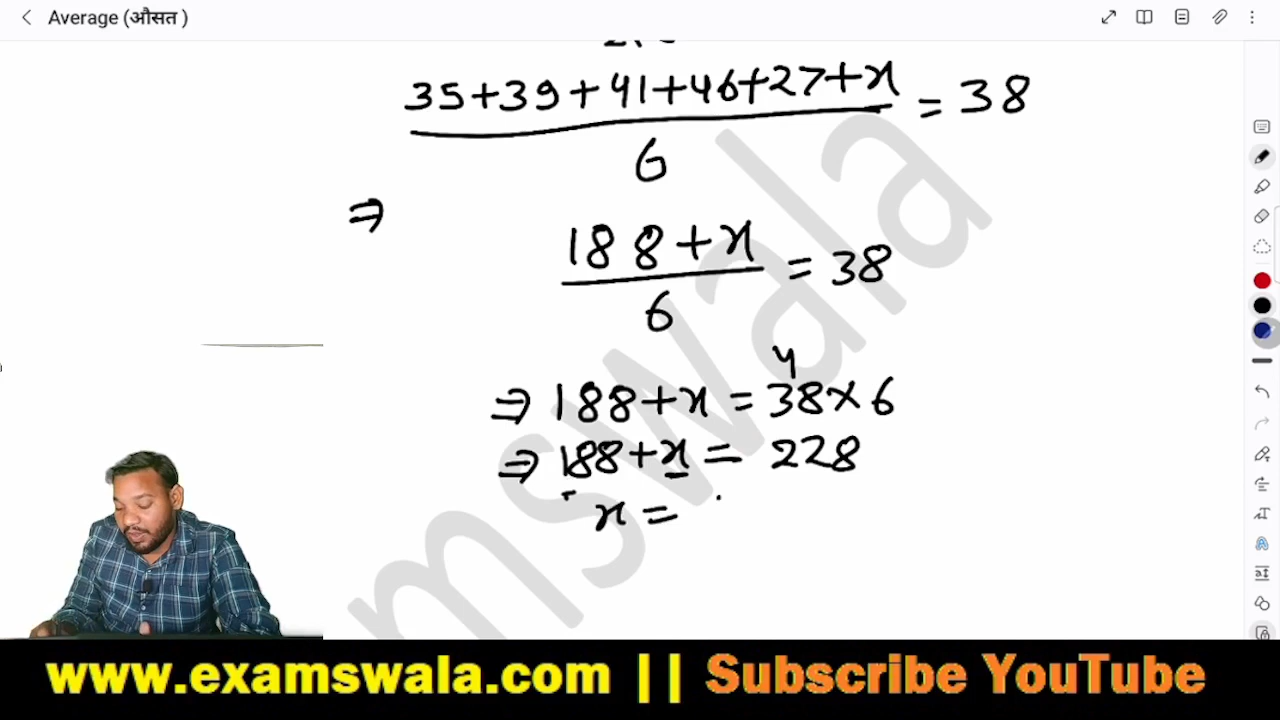 Average (औसत )
35+39+41+46+27+x
= 38
6
⇒
188+x
= 38
6
4
⇒ 188+x = 38×6
⇒ 188+x = 228
x =
mswala
www.examswala.com || Subscribe YouTube